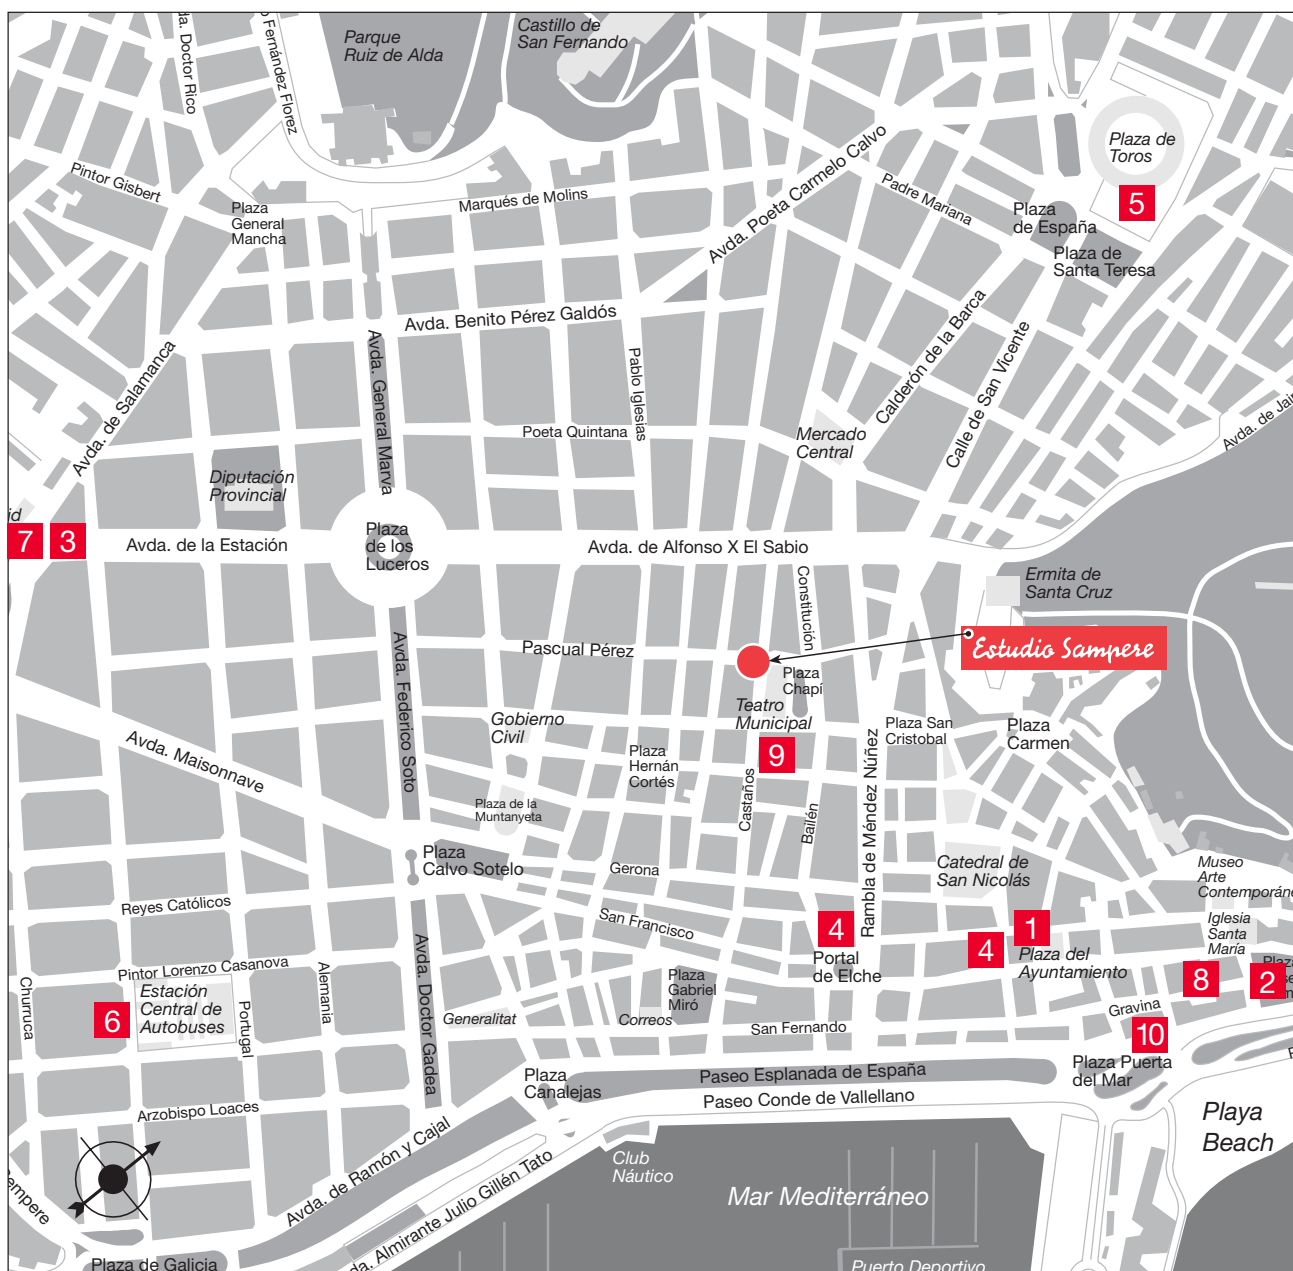 da. Doctor Rico
Fernández Florez
Parque
Ruiz de Alda
Castillo de
San Fernando
Plaza de
Toros
5
Pintor Gisbert
Plaza
General
Mancha
Marqués de Molins
Avda. Poeta Carmelo Calvo
Padre Mariana
Plaza
de España
Plaza de
Santa Teresa
Avda. Benito Pérez Galdós
Avda. de Salamanca
Avda. General Marva
Pablo Iglesias
Poeta Quintana
Mercado
Central
Calderón de la Barca
Calle de San Vicente
Avda. de Jai
Diputación
Provincial
id
7
3
Avda. de la Estación
Plaza
de los
Luceros
Avda. de Alfonso X El Sabio
Constitución
Ermita de
Santa Cruz
Estudio Sampere
Pascual Pérez
Plaza
Chapí
Avda. Federico Soto
Gobierno
Civil
Teatro
Municipal
9
Plaza San
Cristobal
Plaza
Carmen
Avda. Maisonnave
Plaza
Hernán
Cortés
Castaños
Bailén
Rambla de Méndez Núñez
Plaza de la
Muntanyeta
Plaza
Calvo Sotelo
Gerona
Catedral de
San Nicolás
Museo
Arte
Contemporáne
Reyes Católicos
San Francisco
4
Portal
de Elche
4
1
Plaza del
Ayuntamiento
Iglesia
Santa
María
8
2
Plaza
Churruca
Pintor Lorenzo Casanova
Alemania
Avda. Doctor Gadea
Plaza
Gabriel
Miró
6
Estación
Central de
Autobuses
Portugal
Generalitat
Correos
San Fernando
Gravina
10
Plaza Puerta
del Mar
Plaza
Canalejas
Paseo Esplanada de España
Paseo Conde de Vallellano
Arzobispo Loaces
Playa
Beach
empere
Avda. de Ramón y Cajal
da. Almirante Julio Gillén Tato
Club
Náutico
Mar Mediterráneo
Plaza de Galicia
Puerto Deportivo